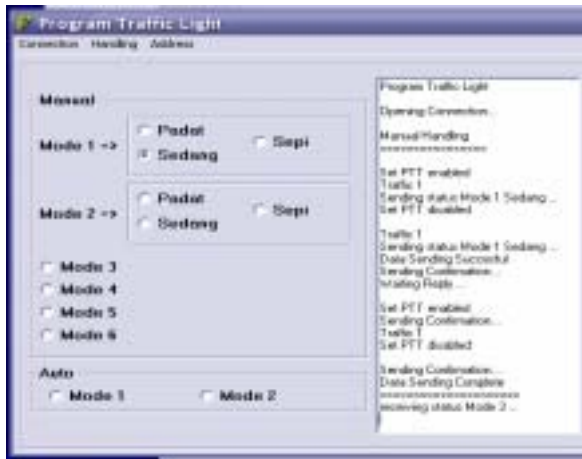 Program Traffic Light
Connection Handling Address
Manual
Mode 1 -> Padat Sedang Sepi
Mode 2 -> Padat Sedang Sepi
Mode 3
Mode 4
Mode 5
Mode 6
Auto
Mode 1 Mode 2
Program Traffic Light
Opening Connection...
Manual Handling
==================
Set PTT enabled
Traffic 1
Sending status Mode 1 Sedang ...
Set PTT disabled
Traffic 1
Sending status Mode 1 Sedang ...
Data Sending Succesful
Sending Confirmation...
Waiting Reply ...
Set PTT enabled
Sending Confirmation...
Traffic 1
Set PTT disabled
Sending Confirmation...
Data Sending Complete
========================
receiving status Mode 3 ...